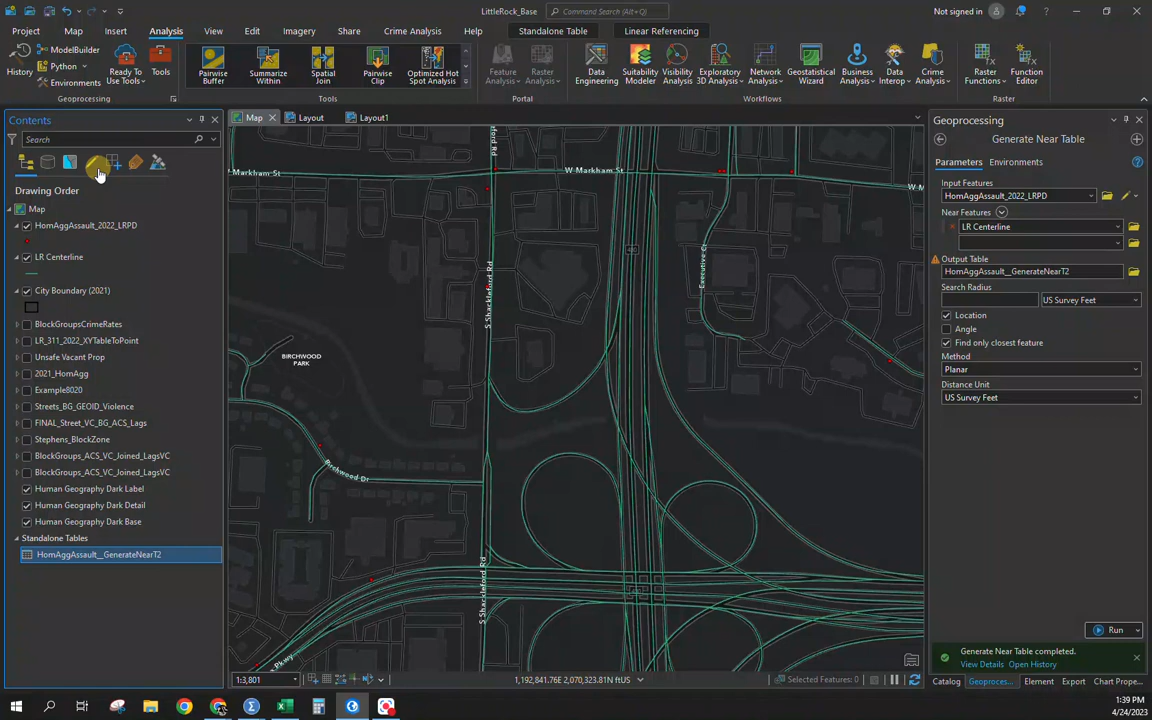 LittleRock_Base
Command Search (Alt+Q)
Not signed in
Project
Map
Insert
Analysis
View
Edit
Imagery
Share
Crime Analysis
Help
Standalone Table
Linear Referencing
History
ModelBuilder
Python
Environments
Ready To Use Tools
Tools
Geoprocessing
Pairwise Buffer
Summarize Within
Spatial Join
Pairwise Clip
Optimized Hot Spot Analysis
Tools
Feature Analysis
Raster Analysis
Portal
Data Engineering
Suitability Modeler
Visibility Analysis
Exploratory 3D Analysis
Network Analysis
Geostatistical Wizard
Business Analysis
Data Interop
Crime Analysis
Workflows
Raster Functions
Function Editor
Raster
Contents
Search
Drawing Order
Map
HomAggAssault_2022_LRPD
LR Centerline
City Boundary (2021)
BlockGroupsCrimeRates
LR_311_2022_XYTableToPoint
Unsafe Vacant Prop
2021_HomAgg
Example8020
Streets_BG_GEOID_Violence
FINAL_Street_VC_BG_ACS_Lags
Stephens_BlockZone
BlockGroups_ACS_VC_Joined_LagsVC
BlockGroups_ACS_VC_Joined_LagsVC
Human Geography Dark Label
Human Geography Dark Detail
Human Geography Dark Base
Standalone Tables
HomAggAssault__GenerateNearT2
Map
Layout
Layout1
W Markham St
W Markham St
W M
S Shackleford Rd
Executive Ct
BIRCHWOOD
PARK
Birchwood Dr
S Shackleford Rd
Pkwy
1:3,801
1,192,841.76E 2,070,323.81N ftUS
Selected Features: 0
Geoprocessing
Generate Near Table
Parameters
Environments
Input Features
HomAggAssault_2022_LRPD
Near Features
LR Centerline
Output Table
HomAggAssault__GenerateNearT2
Search Radius
US Survey Feet
Location
Angle
Find only closest feature
Method
Planar
Distance Unit
US Survey Feet
Run
Generate Near Table completed.
View Details Open History
Catalog
Geoproces...
Element
Export
Chart Prope...
1:39 PM
4/24/2023